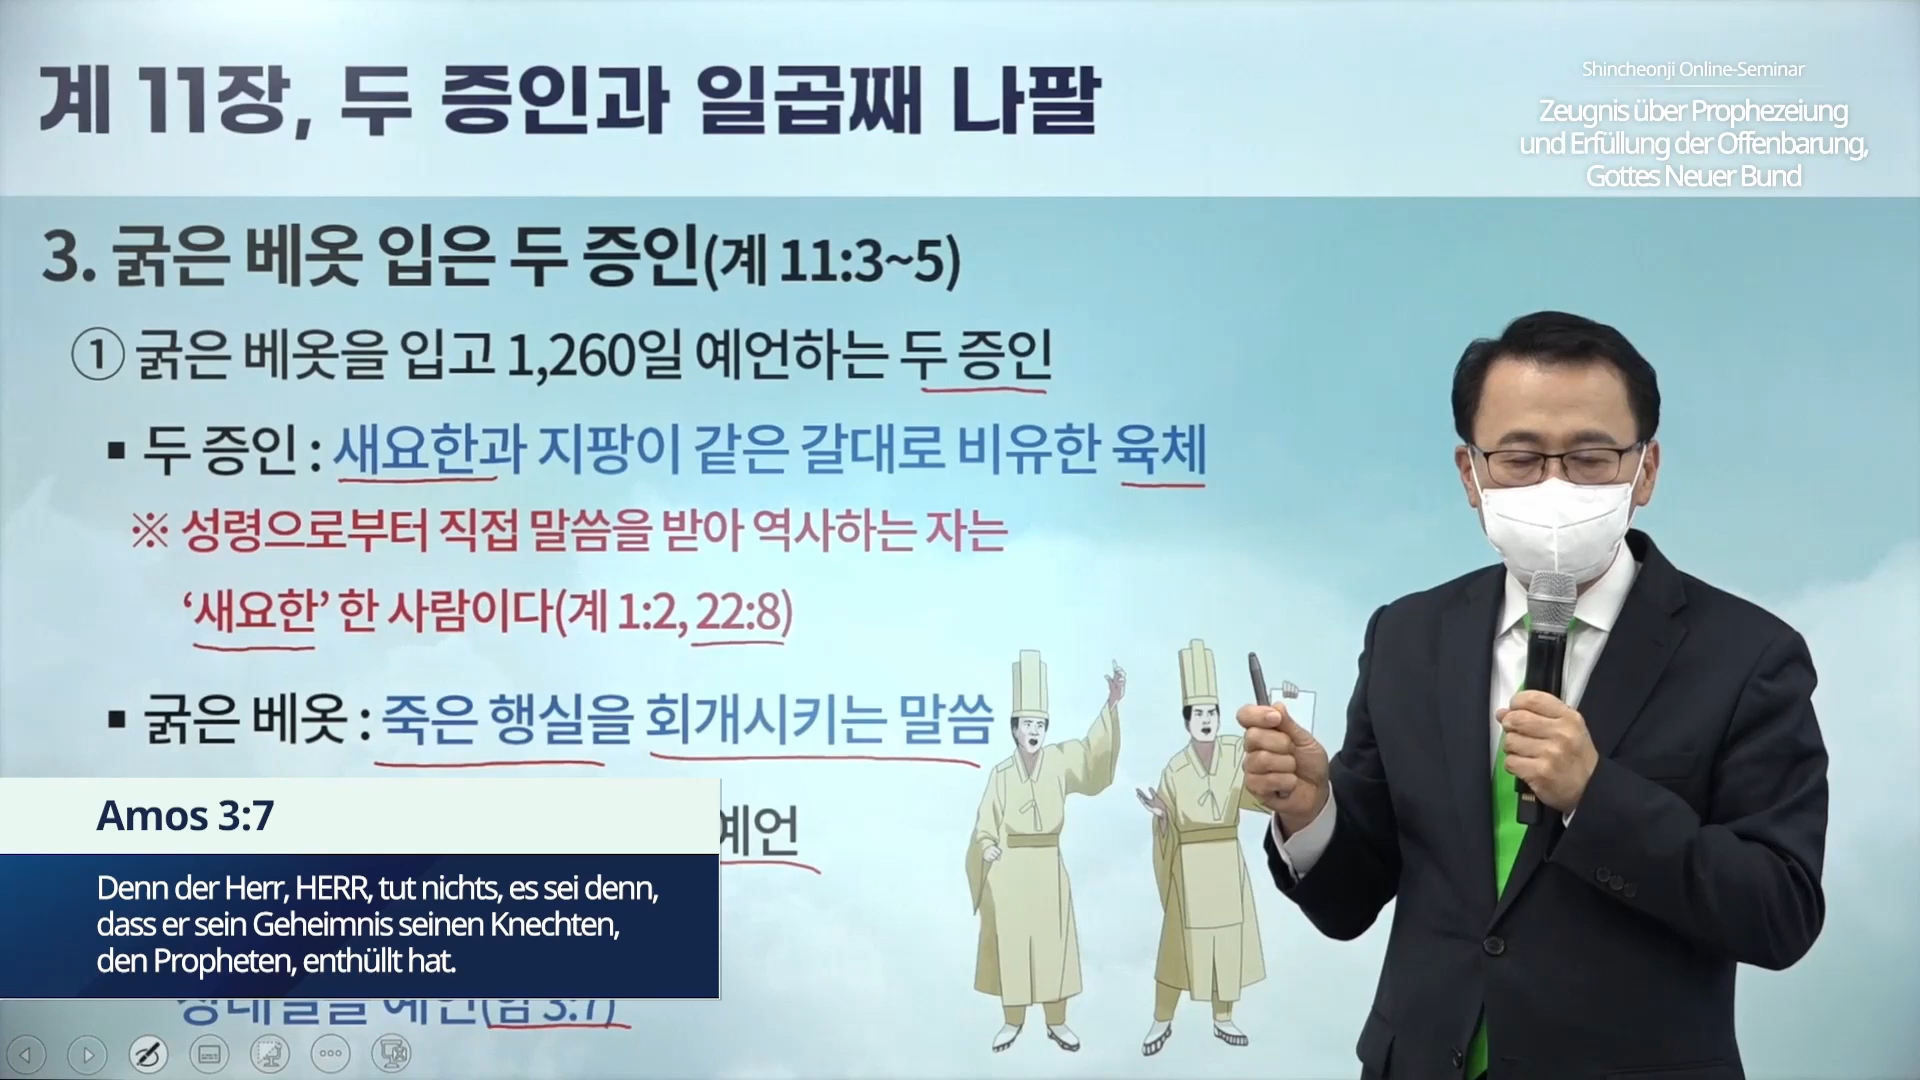 계 11장, 두 증인과 일곱째 나팔
Shincheonji Online-Seminar
Zeugnis über Prophezeiung
und Erfüllung der Offenbarung,
Gottes Neuer Bund
3. 굵은 베옷 입은 두 증인(계 11:3~5)
① 굵은 베옷을 입고 1,260일 예언하는 두 증인
▪ 두 증인 : 새요한과 지팡이 같은 갈대로 비유한 육체
※ 성령으로부터 직접 말씀을 받아 역사하는 자는
‘새요한’ 한 사람이다(계 1:2, 22:8)
▪ 굵은 베옷 : 죽은 행실을 회개시키는 말씀
예언
Amos 3:7
Denn der Herr, HERR, tut nichts, es sei denn,
dass er sein Geheimnis seinen Knechten,
den Propheten, enthüllt hat.
예언(암 3:7)